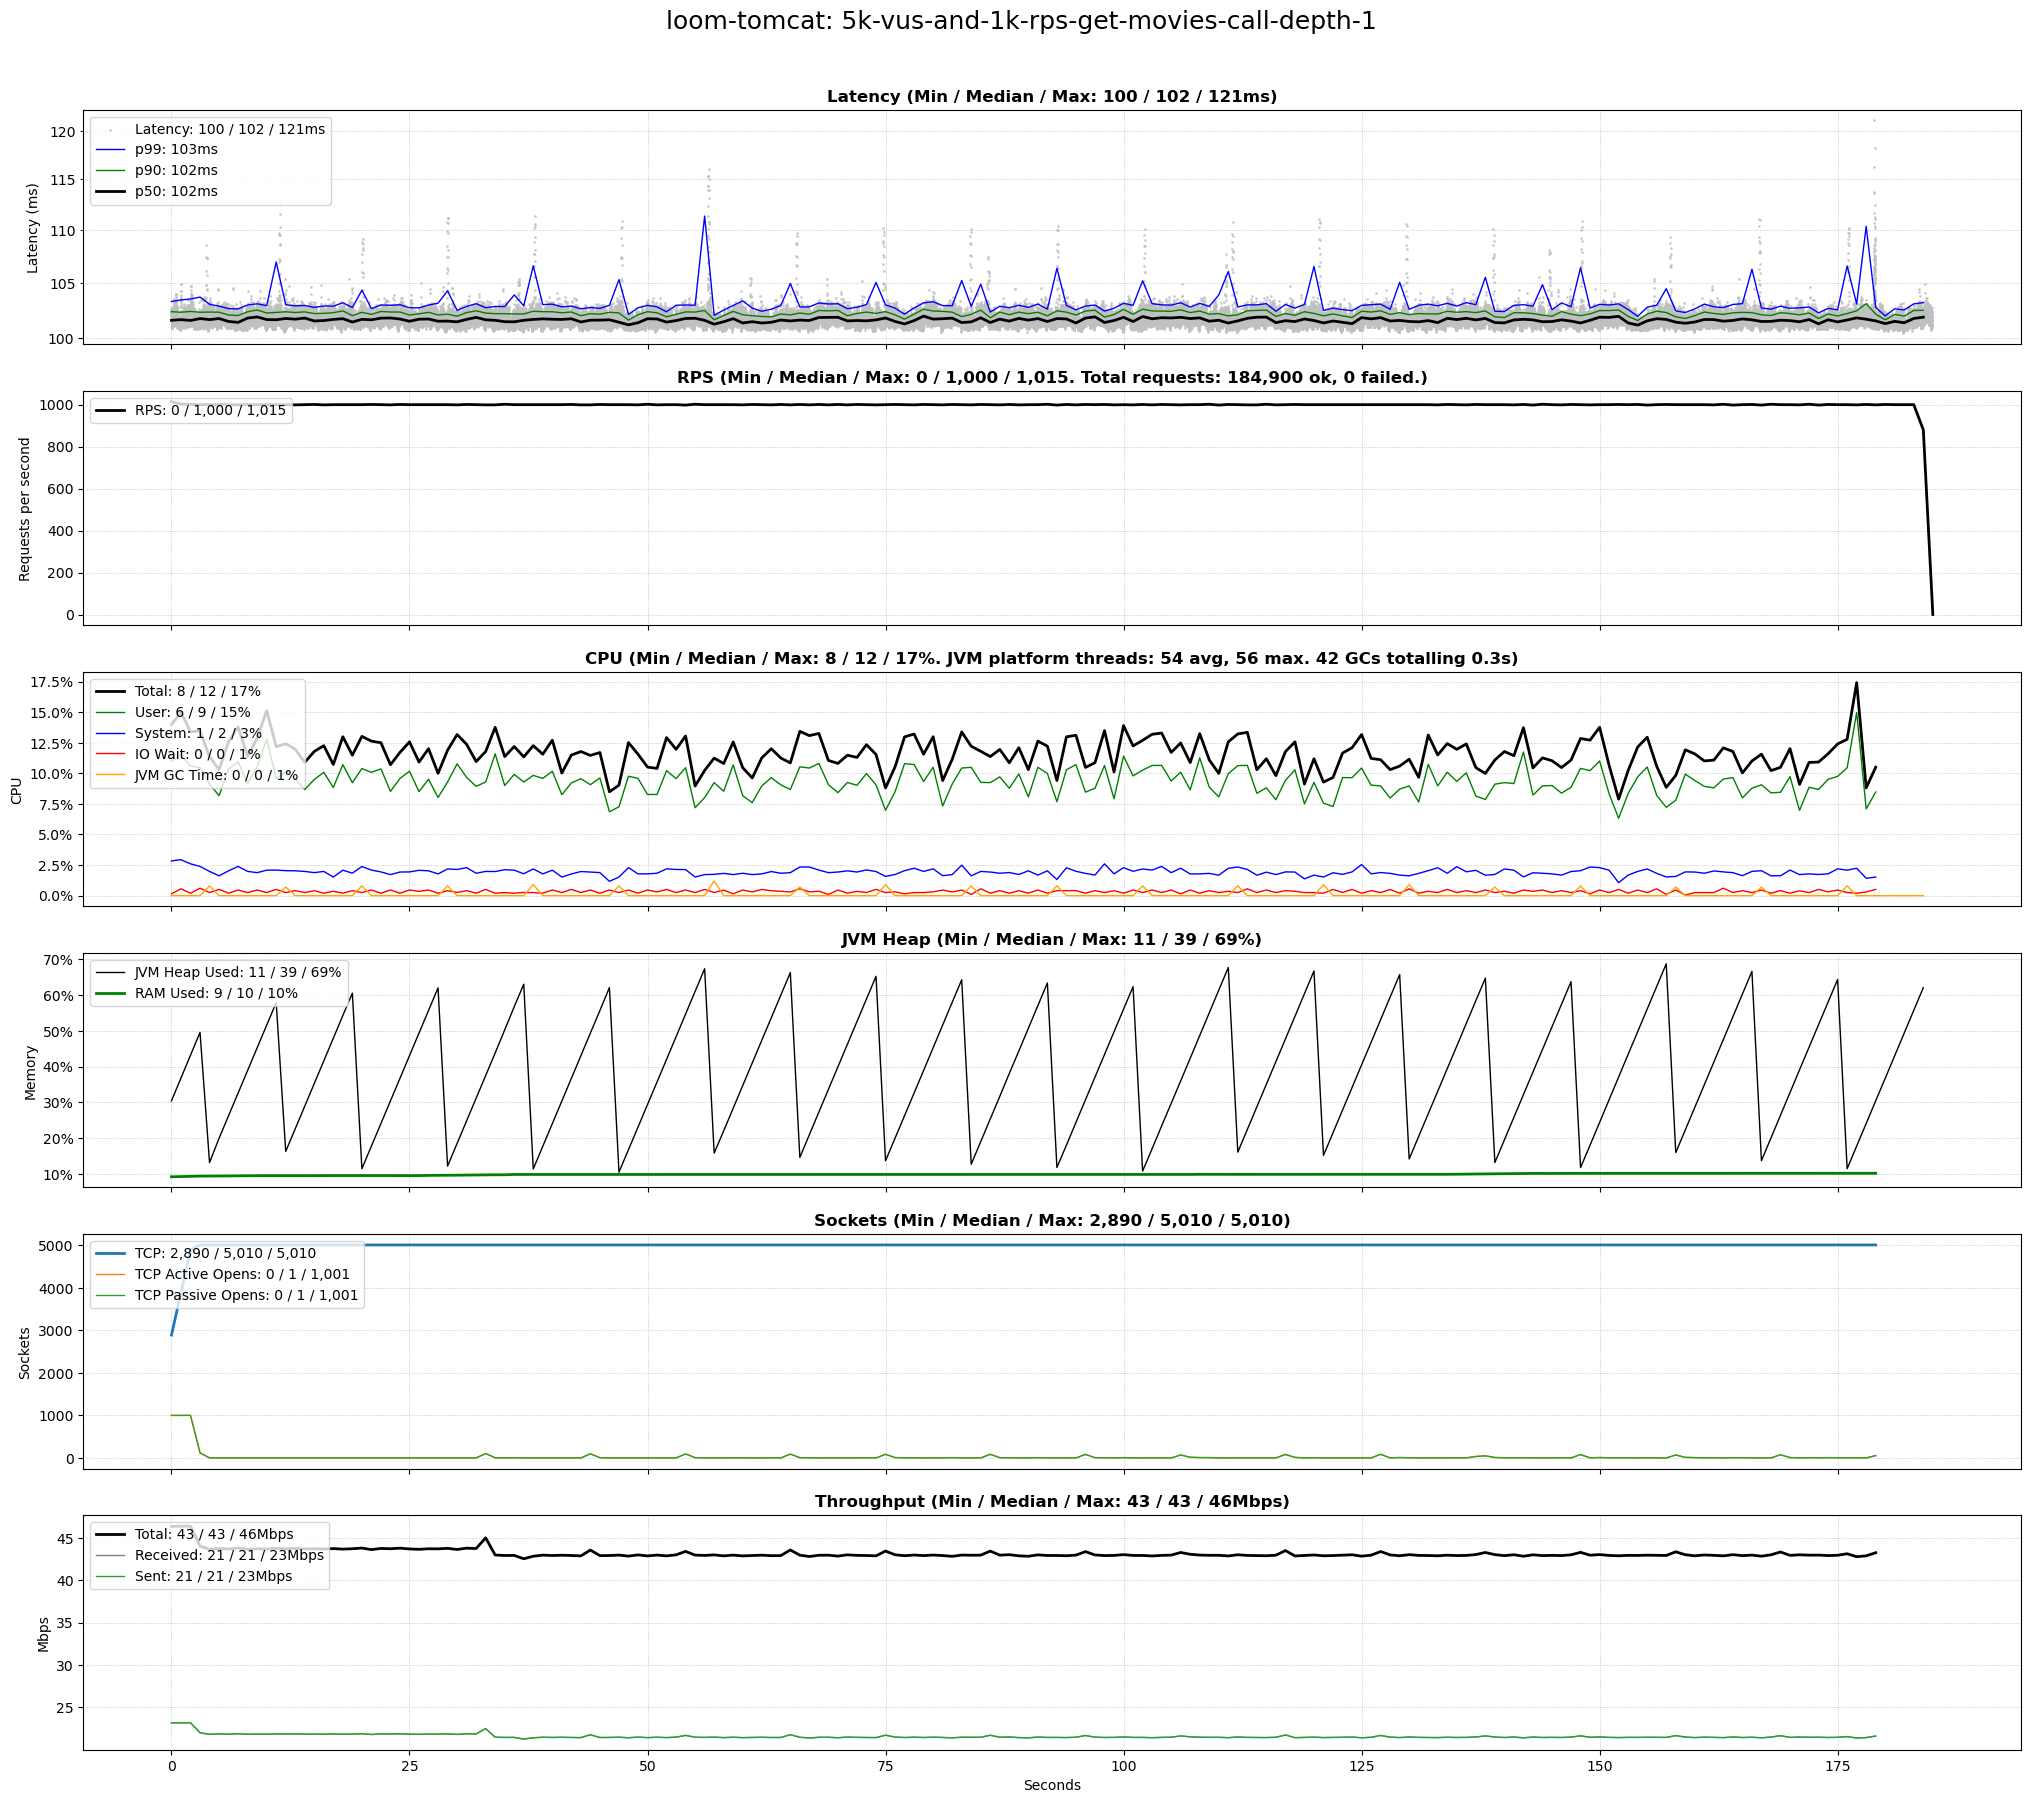 loom-tomcat: 5k-vus-and-1k-rps-get-movies-call-depth-1
Latency (Min / Median / Max: 100 / 102 / 121ms)
Latency (ms)
120
115
110
105
100
Latency: 100 / 102 / 121ms
p99: 103ms
p90: 102ms
p50: 102ms
RPS (Min / Median / Max: 0 / 1,000 / 1,015. Total requests: 184,900 ok, 0 failed.)
Requests per second
1000
800
600
400
200
0
RPS: 0 / 1,000 / 1,015
CPU (Min / Median / Max: 8 / 12 / 17%. JVM platform threads: 54 avg, 56 max. 42 GCs totalling 0.3s)
CPU
17.5%
15.0%
12.5%
10.0%
7.5%
5.0%
2.5%
0.0%
Total: 8 / 12 / 17%
User: 6 / 9 / 15%
System: 1 / 2 / 3%
IO Wait: 0 / 0 / 1%
JVM GC Time: 0 / 0 / 1%
JVM Heap (Min / Median / Max: 11 / 39 / 69%)
Memory
70%
60%
50%
40%
30%
20%
10%
JVM Heap Used: 11 / 39 / 69%
RAM Used: 9 / 10 / 10%
Sockets (Min / Median / Max: 2,890 / 5,010 / 5,010)
Sockets
5000
4000
3000
2000
1000
0
TCP: 2,890 / 5,010 / 5,010
TCP Active Opens: 0 / 1 / 1,001
TCP Passive Opens: 0 / 1 / 1,001
Throughput (Min / Median / Max: 43 / 43 / 46Mbps)
Mbps
45
40
35
30
25
Total: 43 / 43 / 46Mbps
Received: 21 / 21 / 23Mbps
Sent: 21 / 21 / 23Mbps
0 25 50 75 100 125 150 175
Seconds